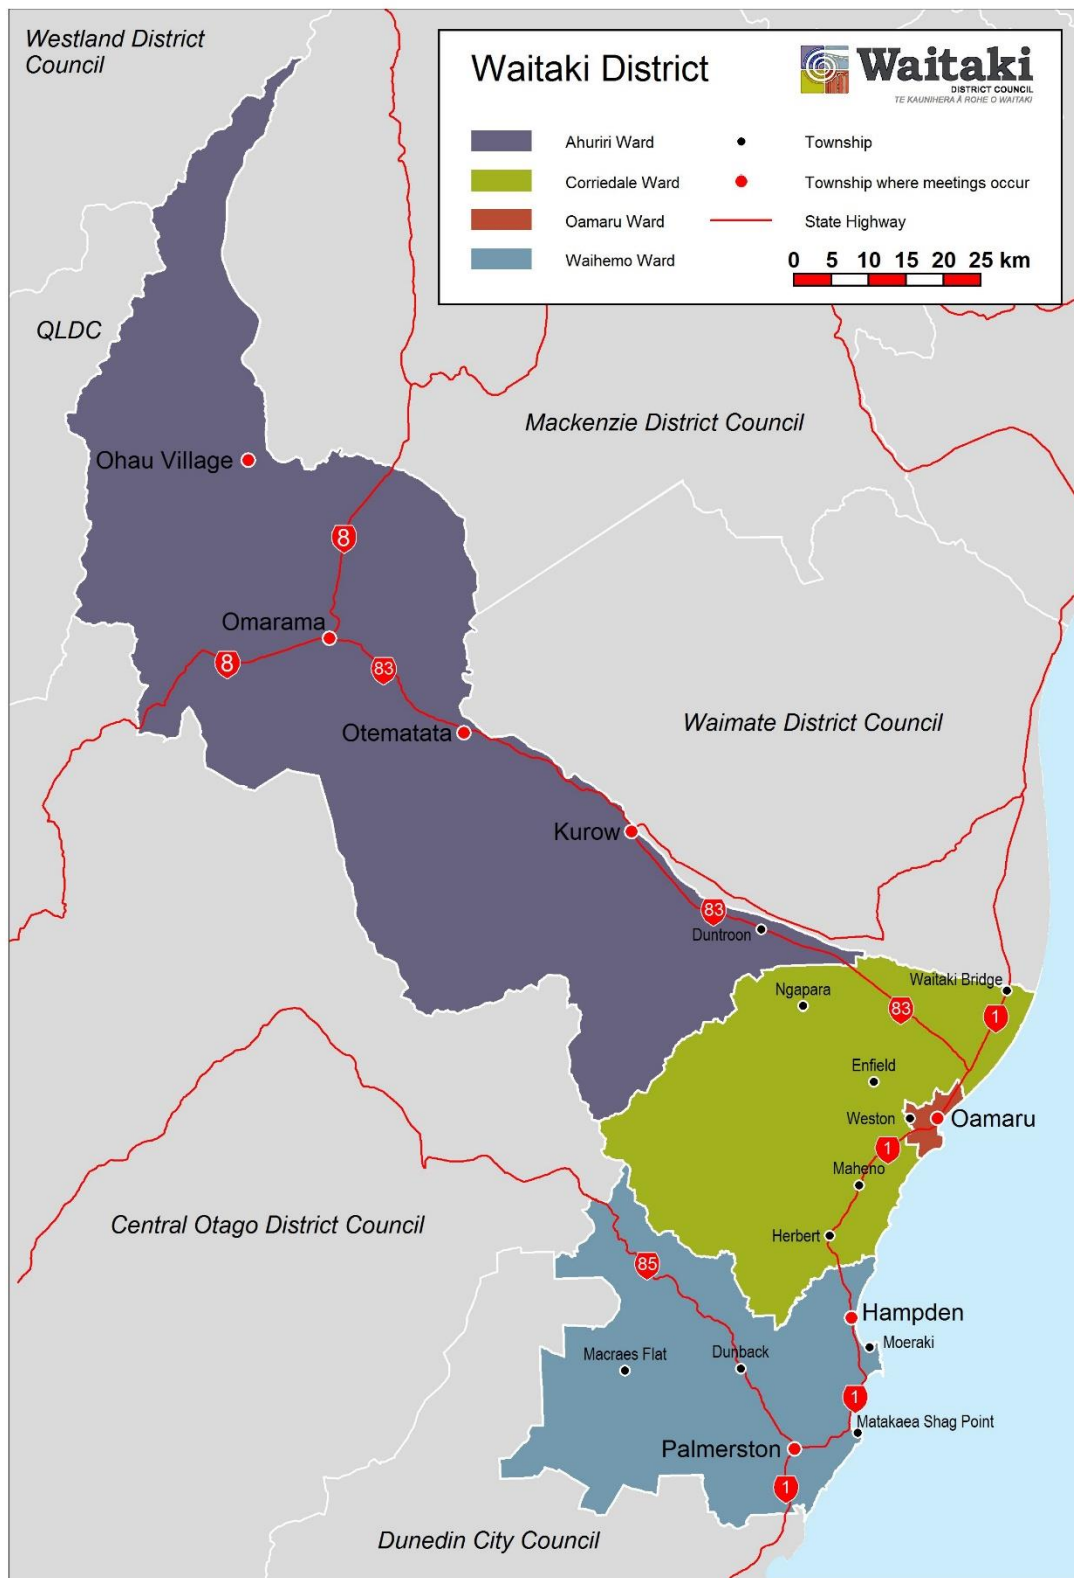 Westland District
Council
Waitaki District
Waitaki
DISTRICT COUNCIL
TE KAUNIHERA Ā ROHE O WAITAKI
Ahuriri Ward
Township
Corriedale Ward
Township where meetings occur
Oamaru Ward
State Highway
Waihemo Ward
0 5 10 15 20 25 km
QLDC
Mackenzie District Council
Ohau Village
8
Omarama
8
83
Otematata
Waimate District Council
Kurow
83
Duntroon
Waitaki Bridge
Ngapara
83
1
Enfield
Weston
Oamaru
1
Maheno
Central Otago District Council
Herbert
85
Hampden
Moeraki
Macraes Flat
Dunback
1
Matakaea Shag Point
Palmerston
1
Dunedin City Council